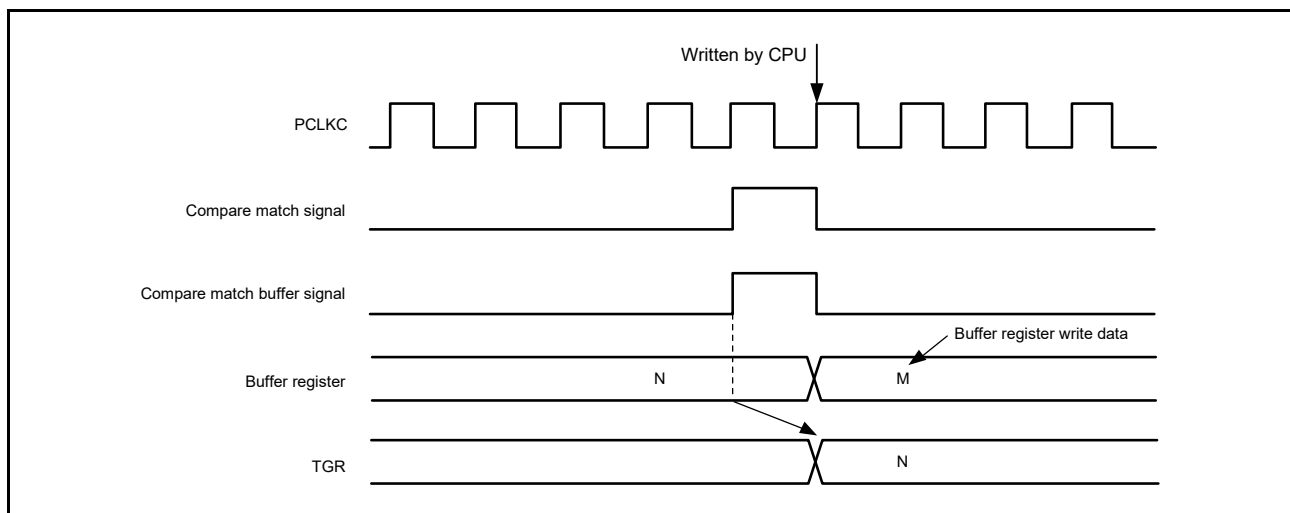 Written by CPU
PCLKC
Compare match signal
Compare match buffer signal
Buffer register write data
Buffer register
N
M
TGR
N